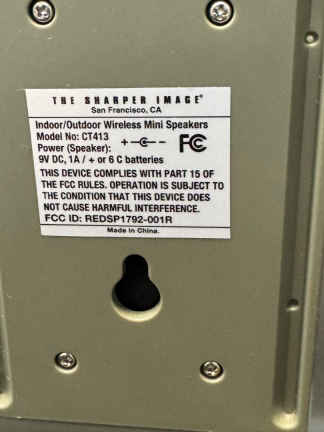 THE SHARPER IMAGE®
San Francisco, CA
Indoor/Outdoor Wireless Mini Speakers
Model No: CT413
Power (Speaker): + - FC
9V DC, 1A / + or 6 C batteries
THIS DEVICE COMPLIES WITH PART 15 OF
THE FCC RULES. OPERATION IS SUBJECT TO
THE CONDITION THAT THIS DEVICE DOES
NOT CAUSE HARMFUL INTERFERENCE.
FCC ID: REDSP1792-001R
Made in China.